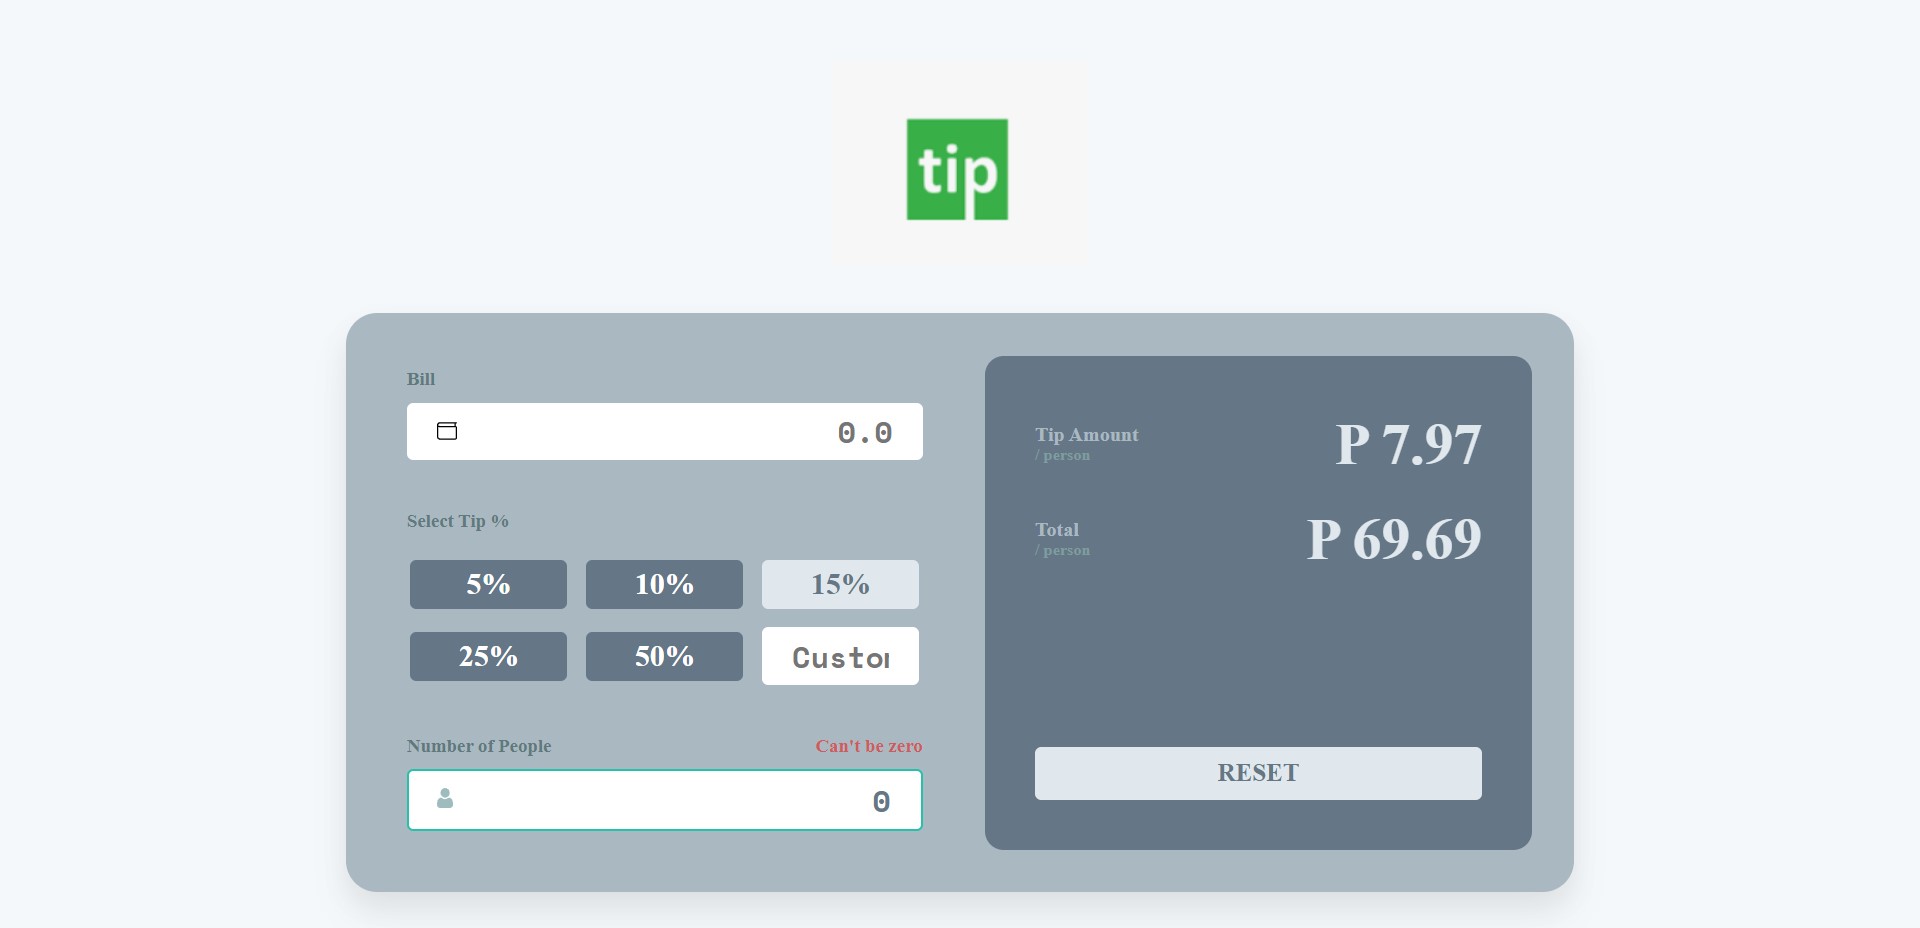 tip
Bill
0.0
Select Tip %
5%
10%
15%
25%
50%
Custo
Number of People
Can't be zero
0
Tip Amount
/ person
P 7.97
Total
/ person
P 69.69
RESET